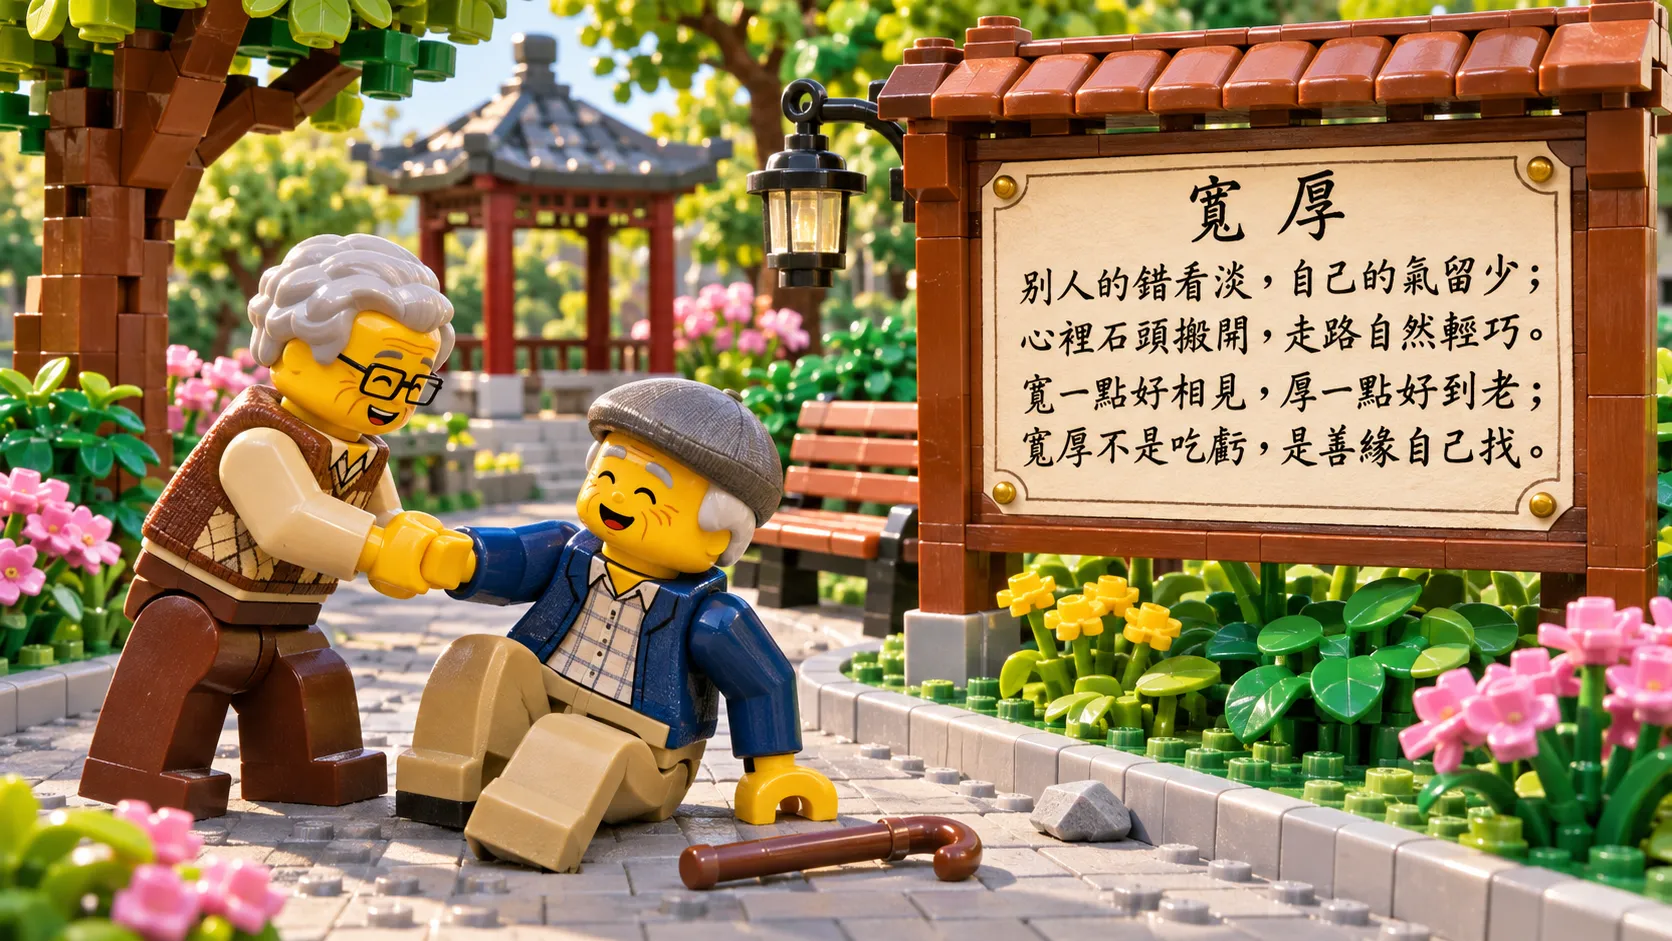 寬厚
別人的錯看淡，自己的氣留少；
心裡石頭搬開，走路自然輕巧。
寬一點好相見，厚一點好到老；
寬厚不是吃虧，是善緣自己找。